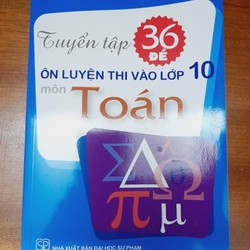 Tuyển tập 36 ĐỀ
ÔN LUYỆN THI VÀO LỚP 10
môn Toán
Σ Δ Ω π μ
NHÀ XUẤT BẢN ĐẠI HỌC SƯ PHẠM